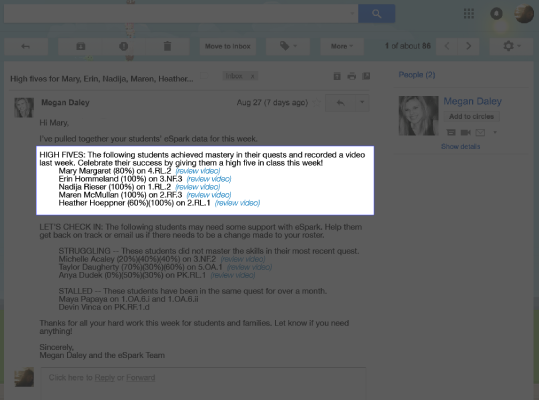 Move to Inbox
More
1 of about 86
High fives for Mary, Erin, Nadija, Maren, Heather...
Inbox x
People (2)
Megan Daley
Aug 27 (7 days ago)
Megan Daley
Add to circles
Show details
Hi Mary,
I've pulled together your students' eSpark data for this week.
HIGH FIVES: The following students achieved mastery in their quests and recorded a video
last week. Celebrate their success by giving them a high five in class this week!
Mary Margaret (80%) on 4.RL.2 (review video)
Erin Hommeland (100%) on 3.NF.3 (review video)
Nadija Rieser (100%) on 1.RL.2 (review video)
Maren McMullan (100%) on 2.RF.3 (review video)
Heather Hoeppner (60%)(100%) on 2.RL.1 (review video)
LET'S CHECK IN: The following students may need some support with eSpark. Help them
get back on track or email us if there needs to be a change made to your roster.
STRUGGLING -- These students did not master the skills in their most recent quest.
Michelle Acaley (20%)(40%)(40%) on 3.NF.2 (review video)
Taylor Daugherty (70%)(30%)(60%) on 5.OA.1 (review video)
Anya Dudek (0%)(50%)(30%) on PK.RL.1 (review video)
STALLED -- These students have been in the same quest for over a month.
Maya Papaya on 1.OA.6.i and 1.OA.6.ii
Devin Vinca on PK.RF.1.d
Thanks for all your hard work this week for students and families. Let know if you need
anything!
Sincerely,
Megan Daley and the eSpark Team
Click here to Reply or Forward